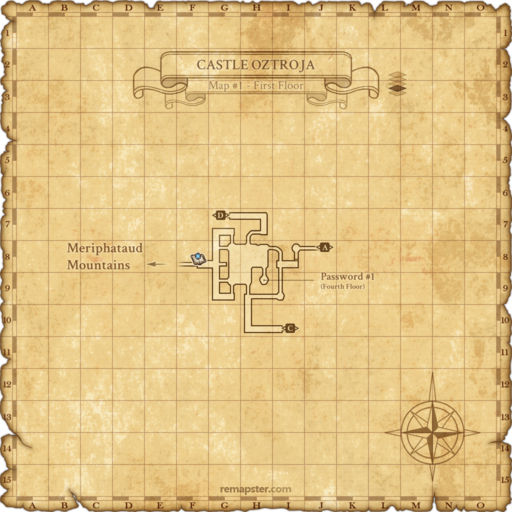 A B C D E F G H I J K L M N O
1
2
CASTLE OZTROJA
Map #1 - First Floor
3
4
5
6
7
D
8
Meriphataud
Mountains
A
9
Password #1
(Fourth Floor)
10
C
11
12
13
14
15
remapster.com
A B C D E F G H I J K L M N O